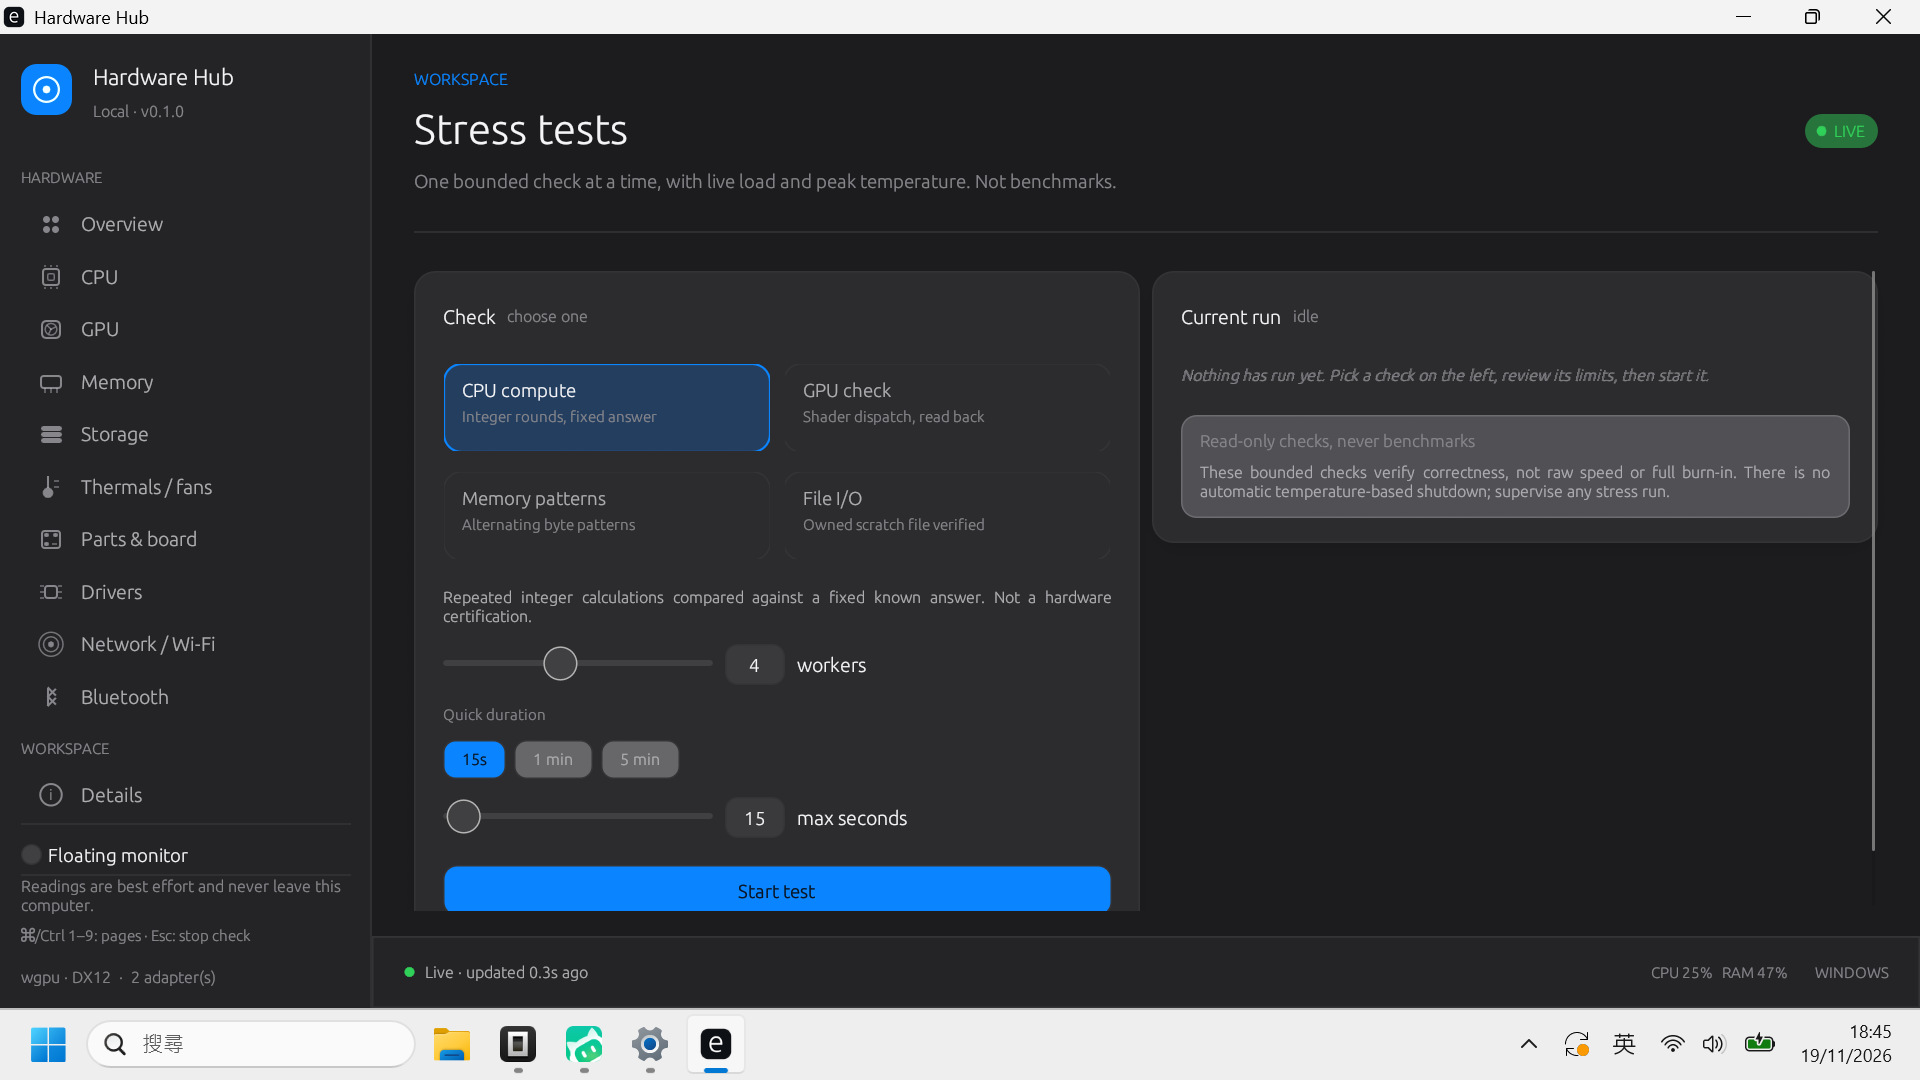 Hardware Hub
Hardware Hub
Local · v0.1.0
HARDWARE
Overview
CPU
GPU
Memory
Storage
Thermals / fans
Parts & board
Drivers
Network / Wi-Fi
Bluetooth
WORKSPACE
Details
Floating monitor
Readings are best effort and never leave this
computer.
⌘/Ctrl 1–9: pages · Esc: stop check
wgpu · DX12 · 2 adapter(s)
WORKSPACE
Stress tests
LIVE
One bounded check at a time, with live load and peak temperature. Not benchmarks.
Check choose one
CPU compute
Integer rounds, fixed answer
GPU check
Shader dispatch, read back
Memory patterns
Alternating byte patterns
File I/O
Owned scratch file verified
Repeated integer calculations compared against a fixed known answer. Not a hardware
certification.
4 workers
Quick duration
15s 1 min 5 min
15 max seconds
Start test
Current run idle
Nothing has run yet. Pick a check on the left, review its limits, then start it.
Read-only checks, never benchmarks
These bounded checks verify correctness, not raw speed or full burn-in. There is no
automatic temperature-based shutdown; supervise any stress run.
Live · updated 0.3s ago
CPU 25% RAM 47% WINDOWS
搜尋
英
18:45
19/11/2026